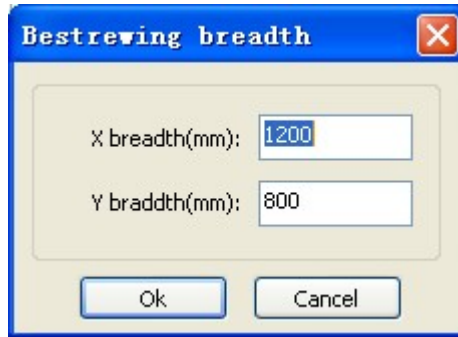 Bestrewing breadth
X breadth(mm): 1200
Y braddth(mm): 800
Ok Cancel